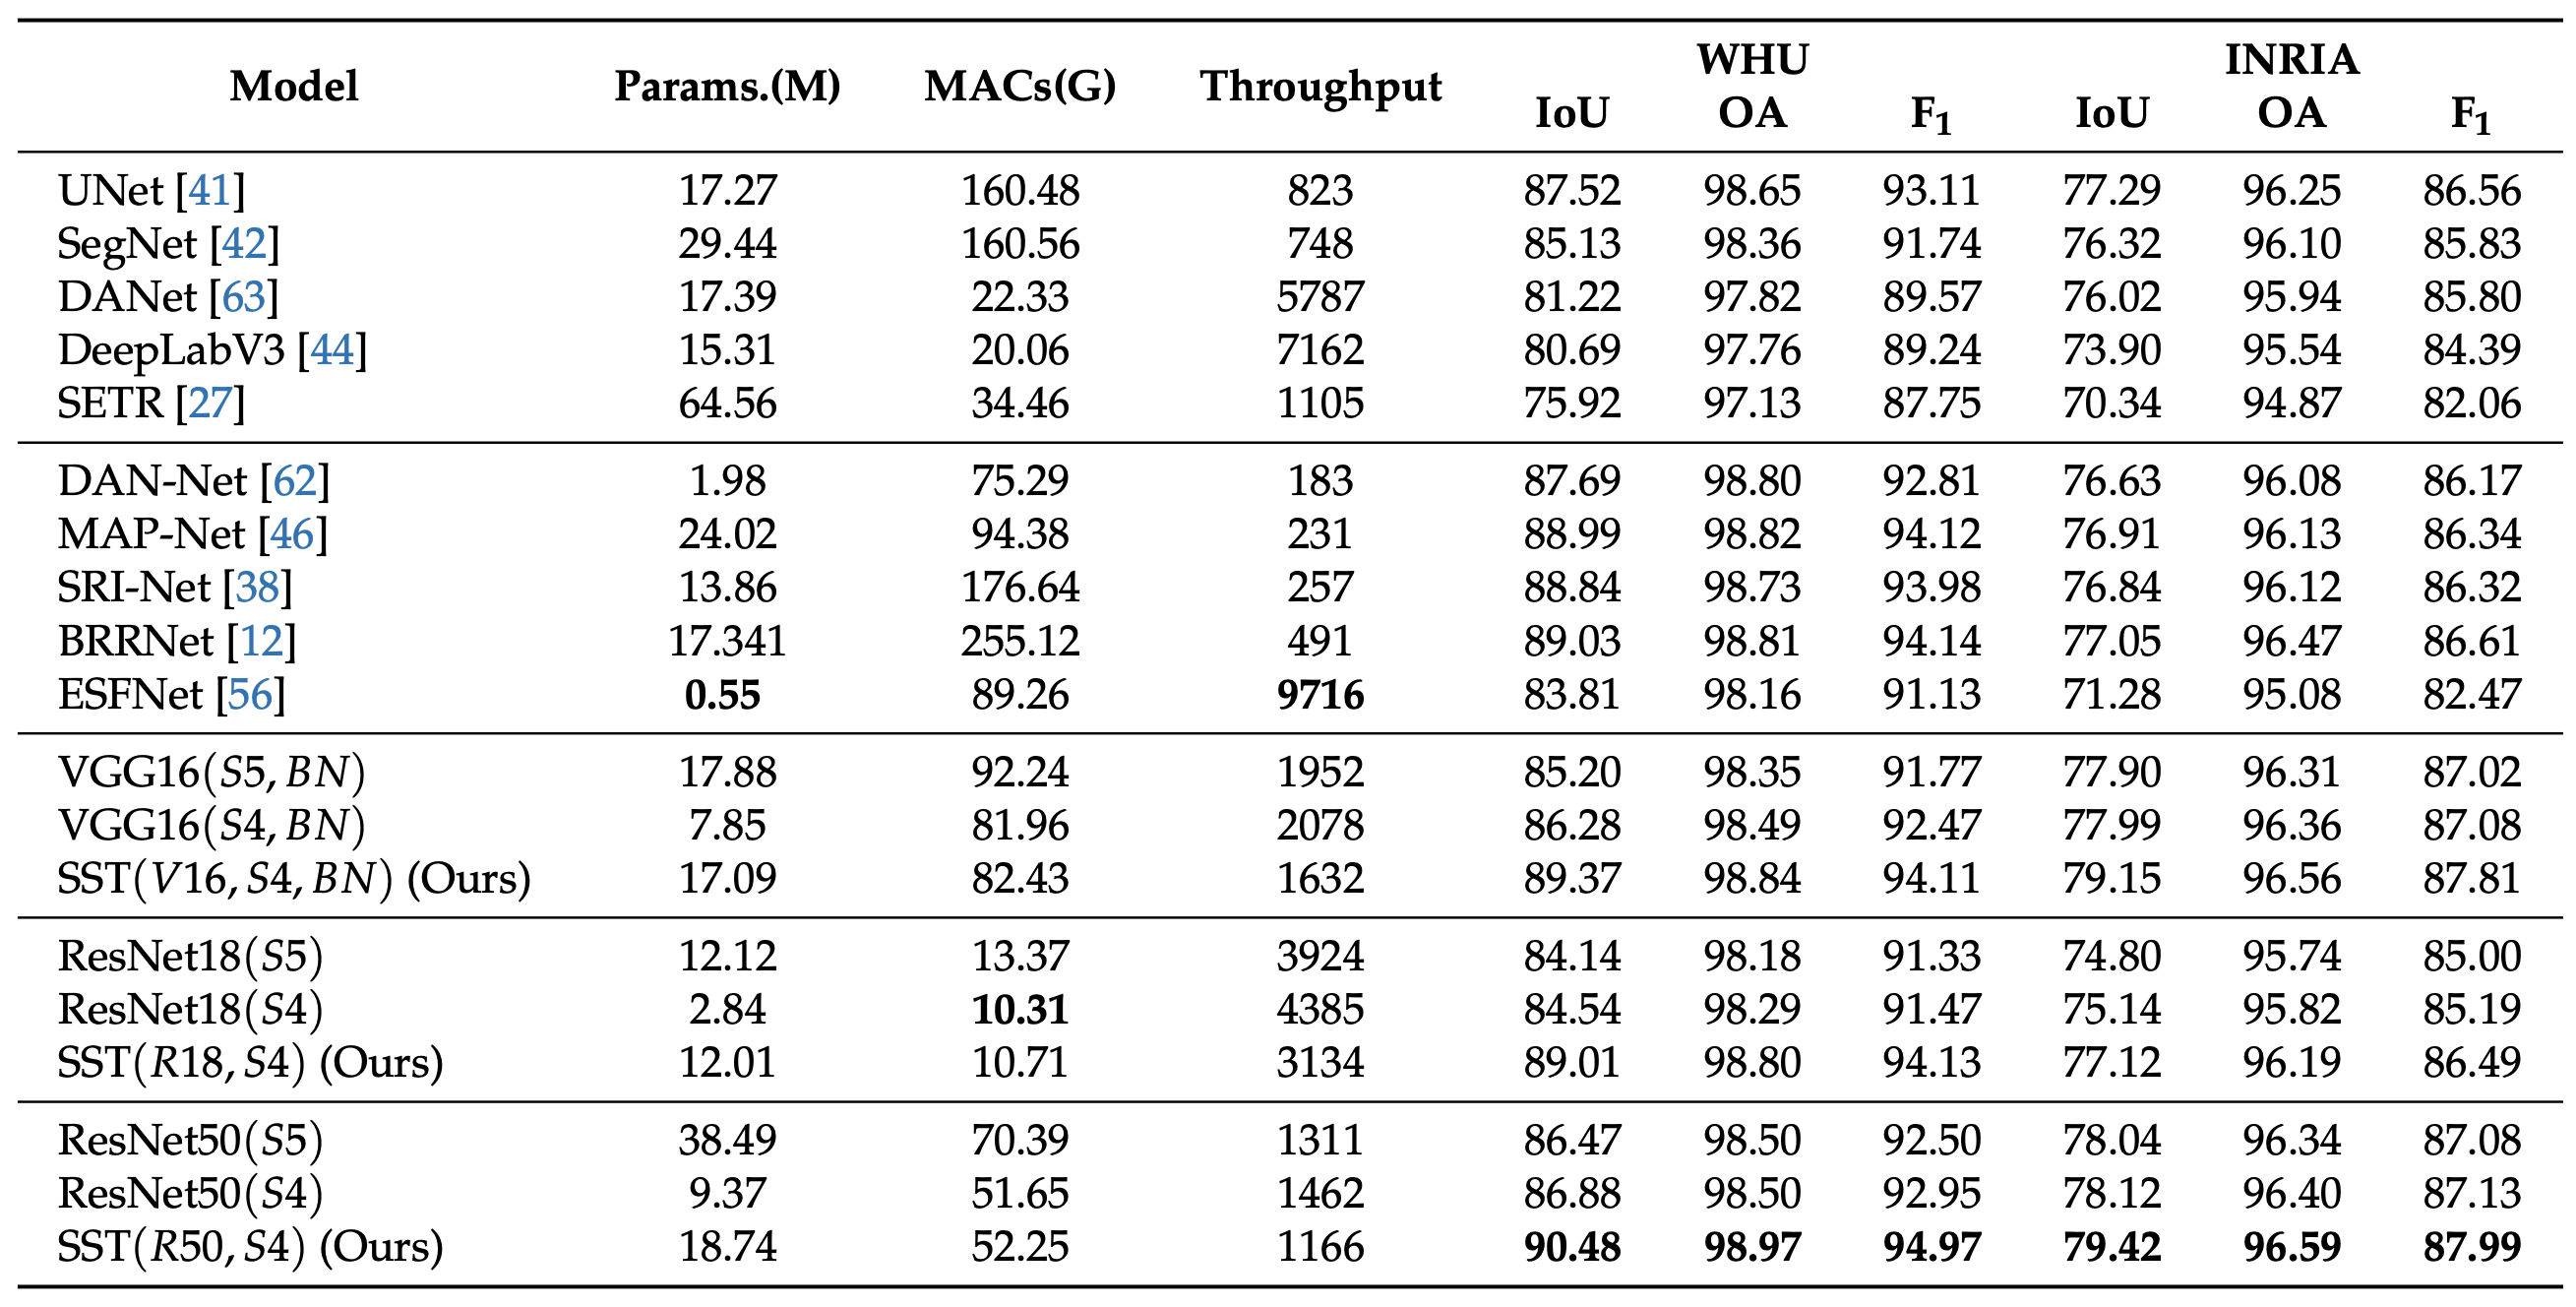 Model Params.(M) MACs(G) Throughput WHU INRIA
IoU OA F1 IoU OA F1
UNet [41] 17.27 160.48 823 87.52 98.65 93.11 77.29 96.25 86.56
SegNet [42] 29.44 160.56 748 85.13 98.36 91.74 76.32 96.10 85.83
DANet [63] 17.39 22.33 5787 81.22 97.82 89.57 76.02 95.94 85.80
DeepLabV3 [44] 15.31 20.06 7162 80.69 97.76 89.24 73.90 95.54 84.39
SETR [27] 64.56 34.46 1105 75.92 97.13 87.75 70.34 94.87 82.06
DAN-Net [62] 1.98 75.29 183 87.69 98.80 92.81 76.63 96.08 86.17
MAP-Net [46] 24.02 94.38 231 88.99 98.82 94.12 76.91 96.13 86.34
SRI-Net [38] 13.86 176.64 257 88.84 98.73 93.98 76.84 96.12 86.32
BRRNet [12] 17.341 255.12 491 89.03 98.81 94.14 77.05 96.47 86.61
ESFNet [56] 0.55 89.26 9716 83.81 98.16 91.13 71.28 95.08 82.47
VGG16(S5, BN) 17.88 92.24 1952 85.20 98.35 91.77 77.90 96.31 87.02
VGG16(S4, BN) 7.85 81.96 2078 86.28 98.49 92.47 77.99 96.36 87.08
SST(V16, S4, BN) (Ours) 17.09 82.43 1632 89.37 98.84 94.11 79.15 96.56 87.81
ResNet18(S5) 12.12 13.37 3924 84.14 98.18 91.33 74.80 95.74 85.00
ResNet18(S4) 2.84 10.31 4385 84.54 98.29 91.47 75.14 95.82 85.19
SST(R18, S4) (Ours) 12.01 10.71 3134 89.01 98.80 94.13 77.12 96.19 86.49
ResNet50(S5) 38.49 70.39 1311 86.47 98.50 92.50 78.04 96.34 87.08
ResNet50(S4) 9.37 51.65 1462 86.88 98.50 92.95 78.12 96.40 87.13
SST(R50, S4) (Ours) 18.74 52.25 1166 90.48 98.97 94.97 79.42 96.59 87.99